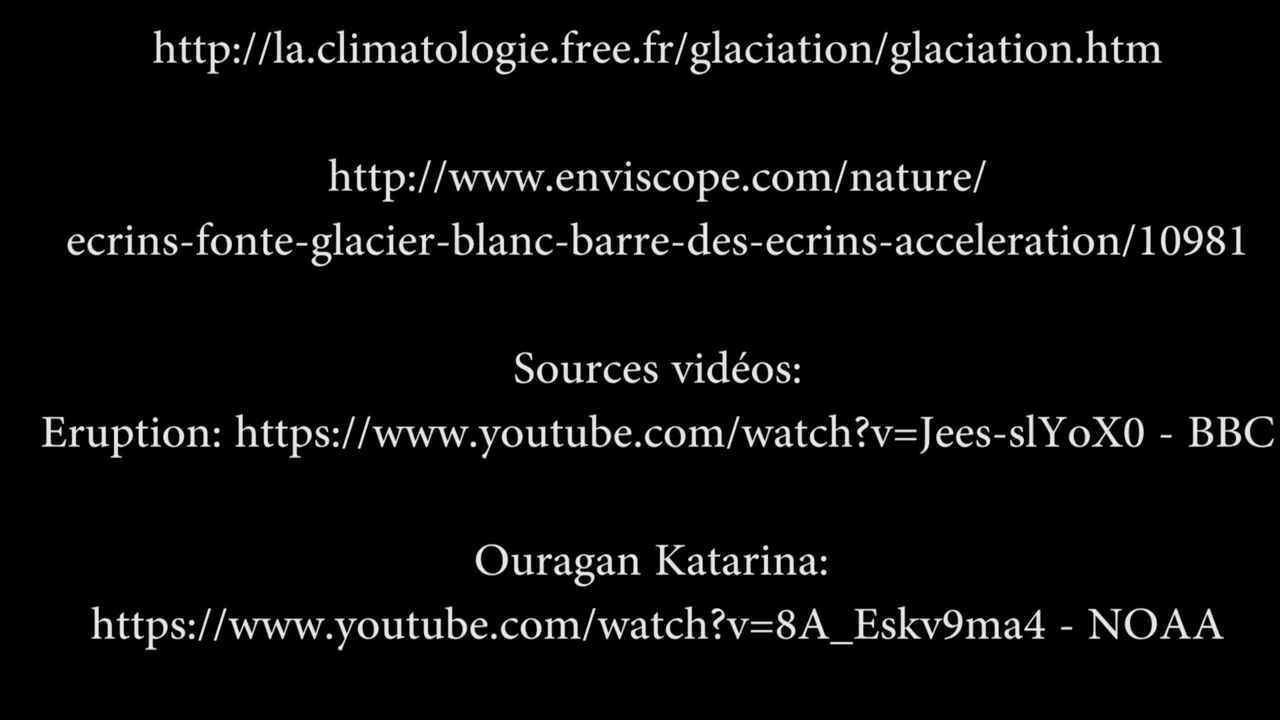 http://la.climatologie.free.fr/glaciation/glaciation.htm
http://www.enviscope.com/nature/
ecrins-fonte-glacier-blanc-barre-des-ecrins-acceleration/10981
Sources vidéos:
Eruption: https://www.youtube.com/watch?v=Jees-slYoX0 - BBC
Ouragan Katarina:
https://www.youtube.com/watch?v=8A_Eskv9ma4 - NOAA